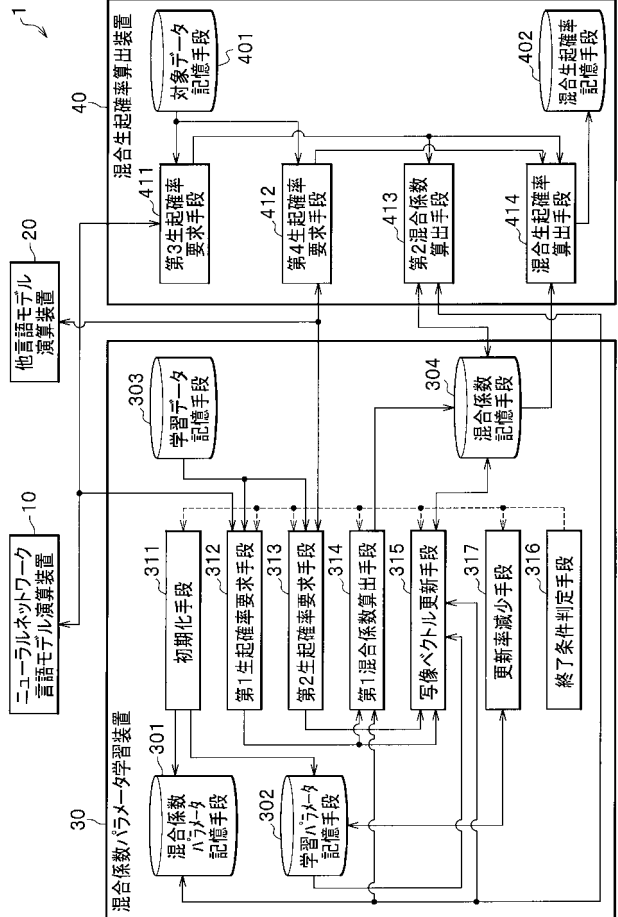 1
ニューラルネットワーク
言語モデル演算装置
10
他言語モデル
演算装置
20
30
混合係数パラメータ学習装置
301
混合係数
パラメータ
記憶手段
302
学習パラメータ
記憶手段
303
学習データ
記憶手段
304
混合係数
記憶手段
311
初期化手段
312
第1生起確率要求手段
313
第2生起確率要求手段
314
第1混合係数算出手段
315
写像ベクトル更新手段
317
更新率減少手段
316
終了条件判定手段
40
混合生起確率算出装置
対象データ
記憶手段
401
402
混合生起確率
記憶手段
411
第3生起確率
要求手段
412
第4生起確率
要求手段
413
第2混合係数
算出手段
414
混合生起確率
算出手段